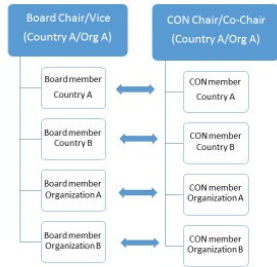 Board Chair/Vice
(Country A/Org A)
CON Chair/Co-Chair
(Country A/Org A)
Board member
Country A
CON member
Country A
Board member
Country B
CON member
Country B
Board member
Organization A
CON member
Organization A
Board member
Organization B
CON member
Organization B